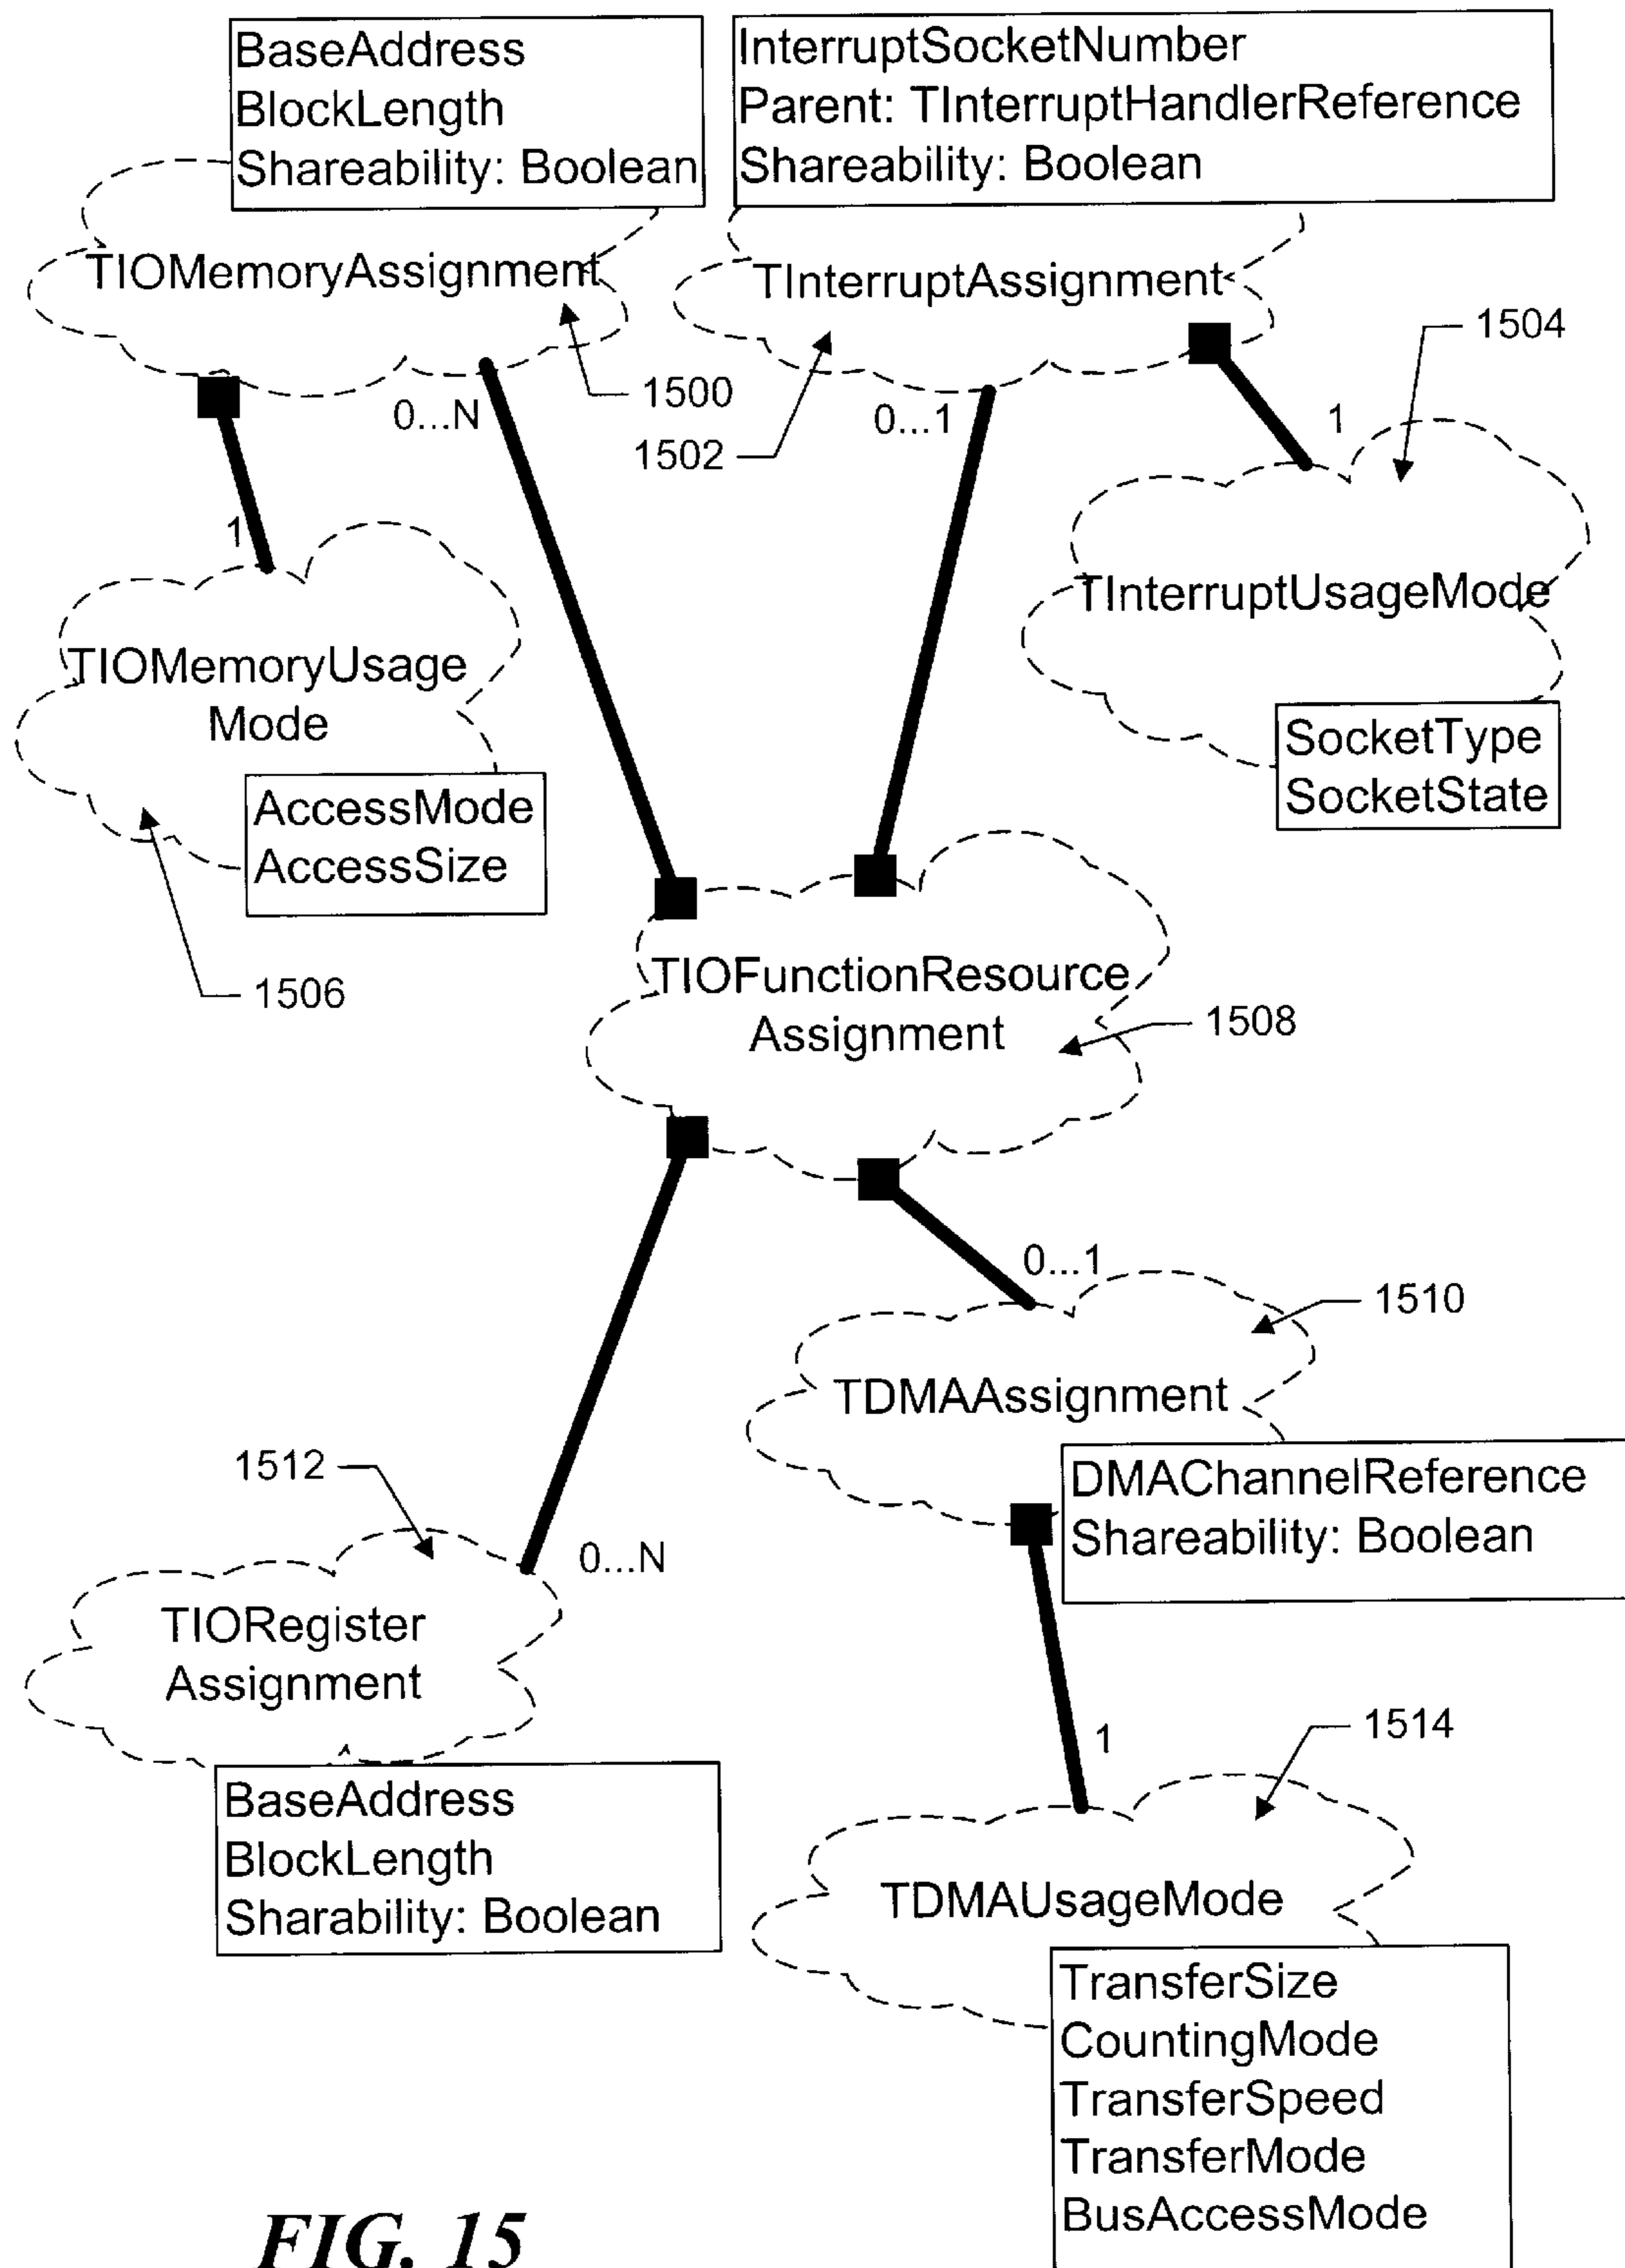 BaseAddress
BlockLength
Shareability: Boolean
InterruptSocketNumber
Parent: TInterruptHandlerReference
Shareability: Boolean
TIOMemoryAssignment
TInterruptAssignment
1504
1500
0...N
0...1
1502
1
1
TInterruptUsageMode
SocketType
SocketState
TIOMemoryUsage
Mode
AccessMode
AccessSize
1506
TIOFunctionResource
Assignment
1508
0...1
1510
TDMAAssignment
DMAChannelReference
Shareability: Boolean
1512
0...N
TIORegister
Assignment
BaseAddress
BlockLength
Sharability: Boolean
1
1514
TDMAUsageMode
TransferSize
CountingMode
TransferSpeed
TransferMode
BusAccessMode
FIG. 15